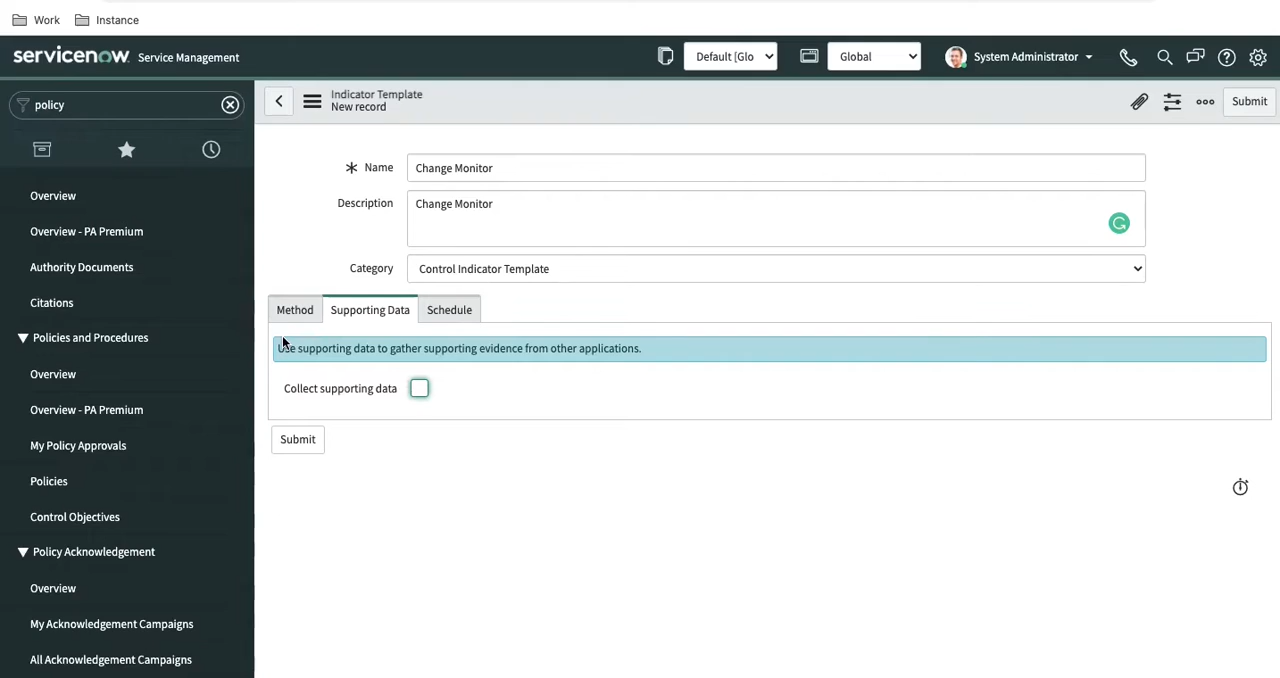 Work Instance
servicenow Service Management Default [Glo Global System Administrator
policy
Indicator Template
New record
Submit
Overview
Overview - PA Premium
Authority Documents
Citations
Policies and Procedures
Overview
Overview - PA Premium
My Policy Approvals
Policies
Control Objectives
Policy Acknowledgement
Overview
My Acknowledgement Campaigns
All Acknowledgement Campaigns
Name Change Monitor
Description Change Monitor
Category Control Indicator Template
Method Supporting Data Schedule
Use supporting data to gather supporting evidence from other applications.
Collect supporting data
Submit